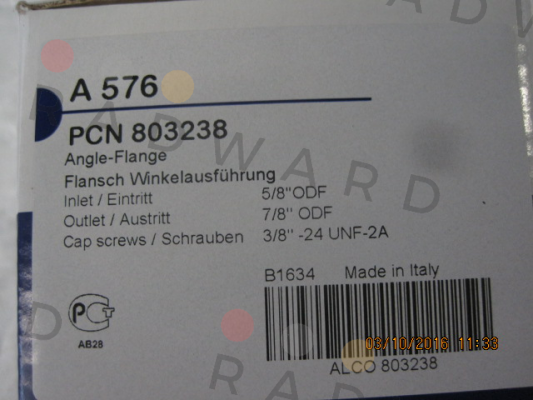 A 576
PCN 803238
Angle-Flange
Flansch Winkelausführung
Inlet / Eintritt 5/8"ODF
Outlet / Austritt 7/8" ODF
Cap screws / Schrauben 3/8" -24 UNF-2A
B1634 Made in Italy
PCT
AB28
03/10/2016 11:33
ALCO 803238
RADWARD
RADWARD